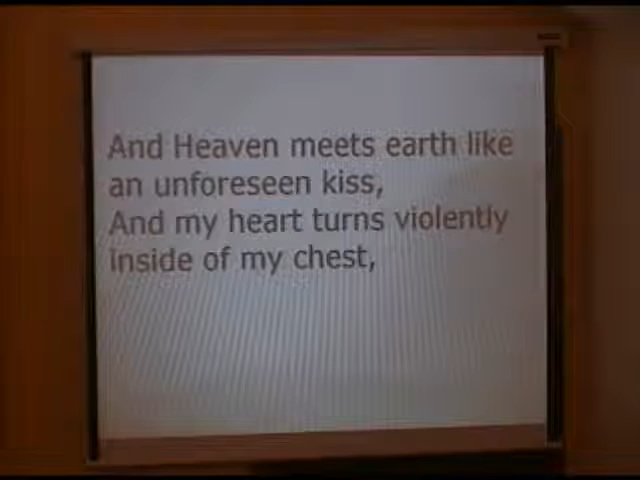 And Heaven meets earth like
an unforeseen kiss,
And my heart turns violently
inside of my chest,